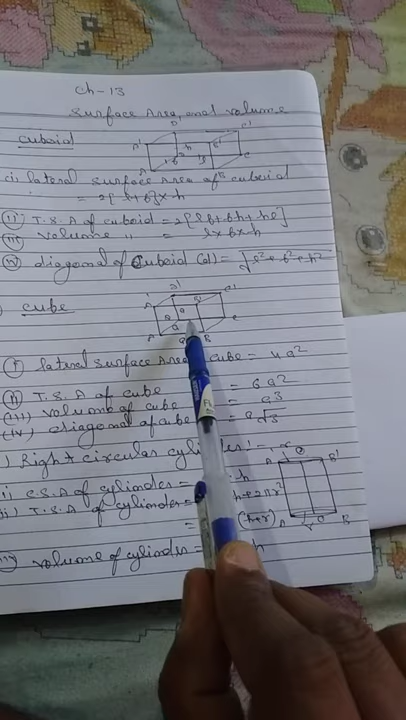 Ch-13
Surface Area, and volume
cuboid
(i) lateral surface Area of cuboid
= 2[l+b]×h
(ii) T.S.A of cuboid = 2[lb+bh+hl]
(iii) volume " = l×b×h
(iv) diagonal of Cuboid (d) = √l²+b²+h²
cube
(i) lateral surface Area cube = 4a²
(ii) T.S.A of cube = 6a²
(iii) volume of cube = a3
(iv) diagonal of cube = a√3
) Right circular cylinder:-
(i) C.S.A of cylinder = h
(ii) T.S.A of cylinder = h+2πr²
= (h+r)
(iii) volume of cylinder = h